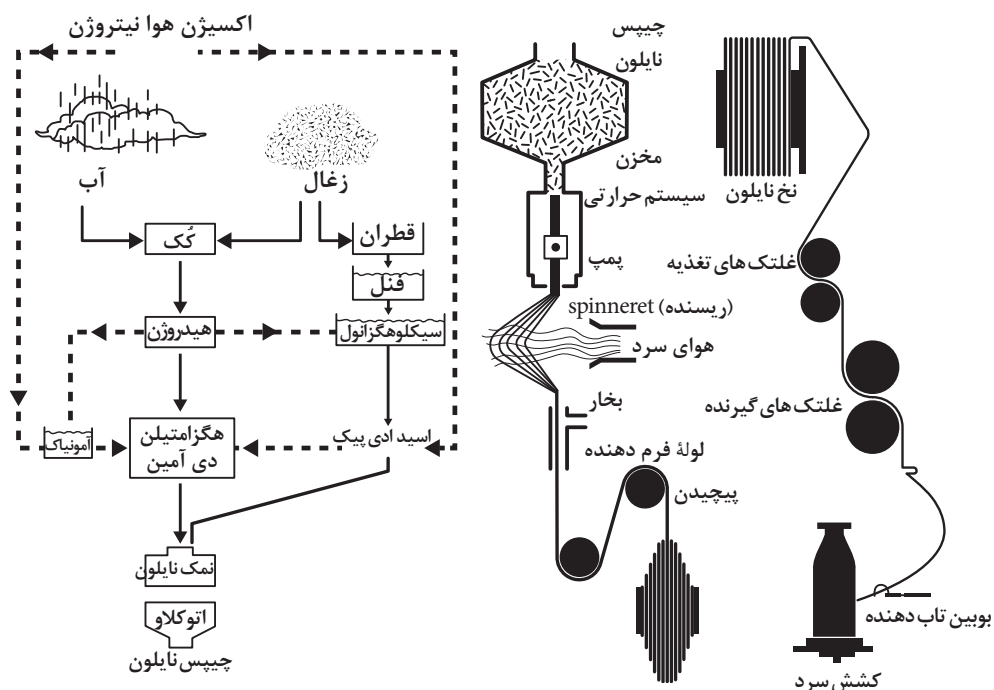 اکسیژن هوا نیتروژن
آب
زغال
کُک
قطران
فنل
هیدروژن
سیکلوهگزانول
آمونیاک
هگزامتیلن
دی آمین
اسید ادی پیک
نمک نایلون
اتوکلاو
چیپس نایلون
چیپس
نایلون
مخزن
سیستم حرارتی
پمپ
spinneret (ریسنده)
هوای سرد
بخار
لولهٔ فرم دهنده
پیچیدن
نخ نایلون
غلتک های تغذیه
غلتک های گیرنده
بوبین تاب دهنده
کشش سرد